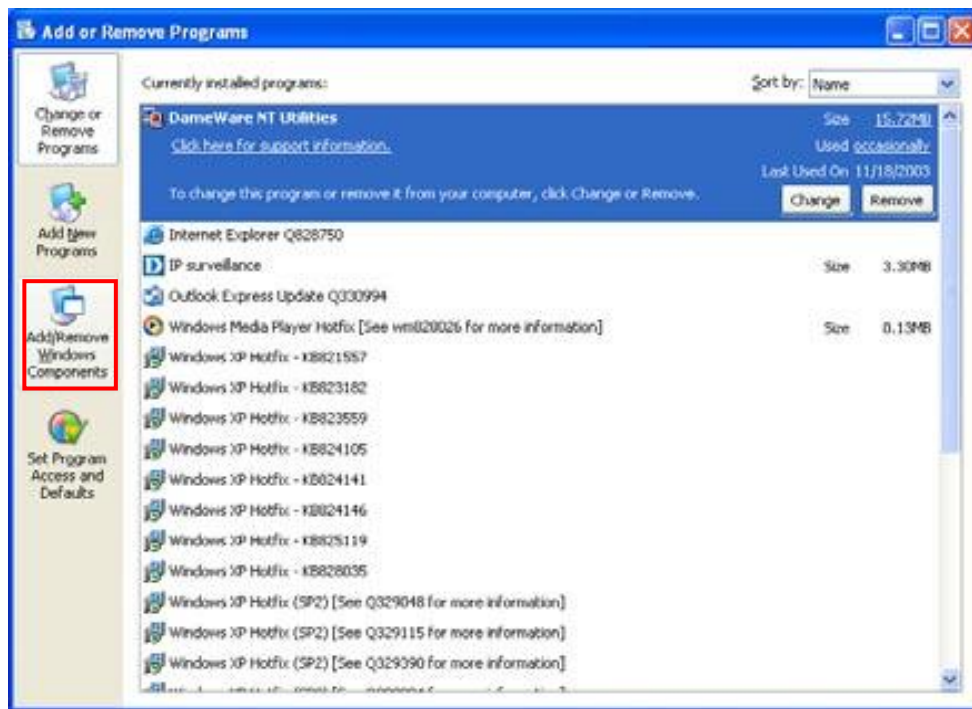 Add or Remove Programs
Change or
Remove
Programs
Add New
Programs
Add/Remove
Windows
Components
Set Program
Access and
Defaults
Currently installed programs:
Sort by: Name
DameWare NT Utilities
Size 15.72MB
Click here for support information.
Used occasionally
Last Used On 11/18/2003
To change this program or remove it from your computer, click Change or Remove.
Change
Remove
Internet Explorer Q828750
IP surveillance
Size 3.30MB
Outlook Express Update Q330994
Windows Media Player Hotfix [See wm828026 for more information]
Size 0.13MB
Windows XP Hotfix - KB821557
Windows XP Hotfix - KB823182
Windows XP Hotfix - KB823559
Windows XP Hotfix - KB824105
Windows XP Hotfix - KB824141
Windows XP Hotfix - KB824146
Windows XP Hotfix - KB825119
Windows XP Hotfix - KB828035
Windows XP Hotfix (SP2) [See Q329048 for more information]
Windows XP Hotfix (SP2) [See Q329115 for more information]
Windows XP Hotfix (SP2) [See Q329390 for more information]